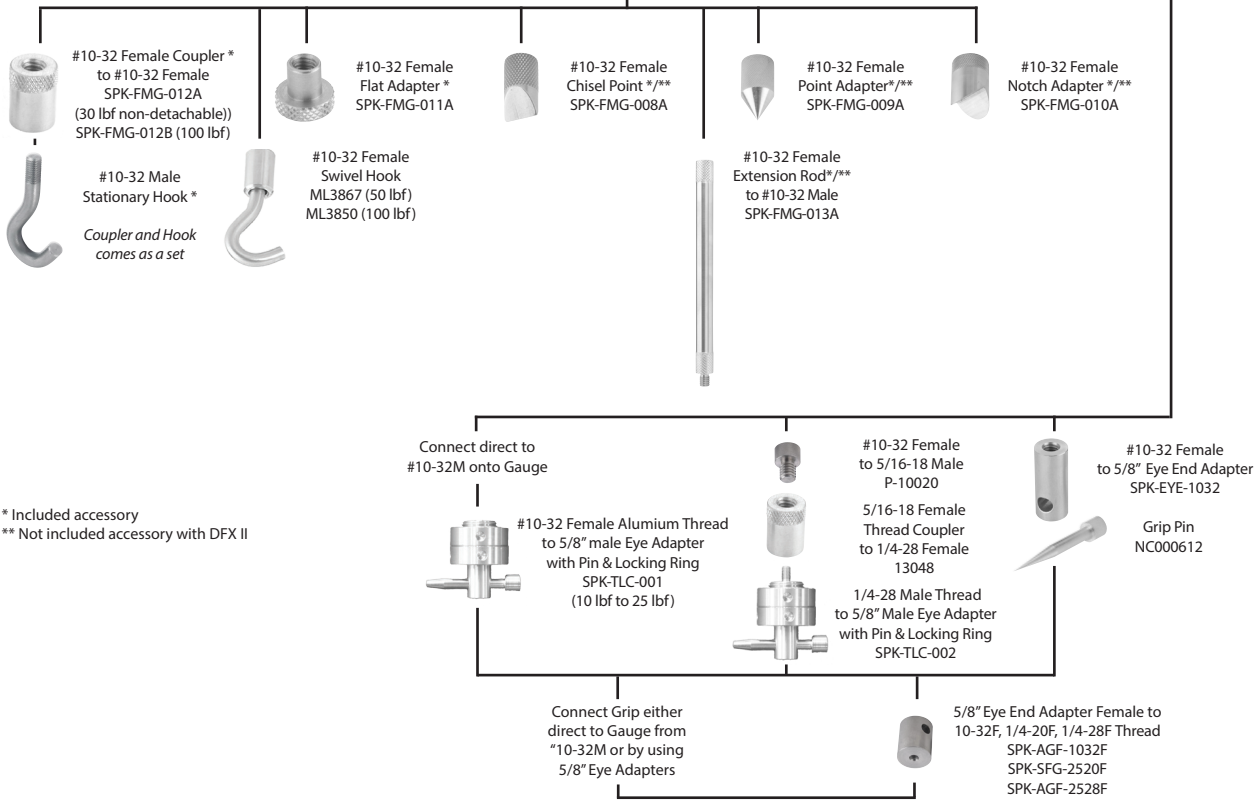 #10-32 Female Coupler *
to #10-32 Female
SPK-FMG-012A
(30 lbf non-detachable))
SPK-FMG-012B (100 lbf)
#10-32 Male
Stationary Hook *
Coupler and Hook
comes as a set
#10-32 Female
Swivel Hook
ML3867 (50 lbf)
ML3850 (100 lbf)
#10-32 Female
Flat Adapter *
SPK-FMG-011A
#10-32 Female
Chisel Point */**
SPK-FMG-008A
#10-32 Female
Extension Rod*/**
to #10-32 Male
SPK-FMG-013A
#10-32 Female
Point Adapter*/**
SPK-FMG-009A
#10-32 Female
Notch Adapter */**
SPK-FMG-010A
* Included accessory
** Not included accessory with DFX II
Connect direct to
#10-32M onto Gauge
#10-32 Female Alumium Thread
to 5/8" male Eye Adapter
with Pin & Locking Ring
SPK-TLC-001
(10 lbf to 25 lbf)
#10-32 Female
to 5/16-18 Male
P-10020
5/16-18 Female
Thread Coupler
to 1/4-28 Female
13048
1/4-28 Male Thread
to 5/8" Male Eye Adapter
with Pin & Locking Ring
SPK-TLC-002
#10-32 Female
to 5/8" Eye End Adapter
SPK-EYE-1032
Grip Pin
NC000612
Connect Grip either
direct to Gauge from
"10-32M or by using
5/8" Eye Adapters
5/8" Eye End Adapter Female to
10-32F, 1/4-20F, 1/4-28F Thread
SPK-AGF-1032F
SPK-SFG-2520F
SPK-AGF-2528F